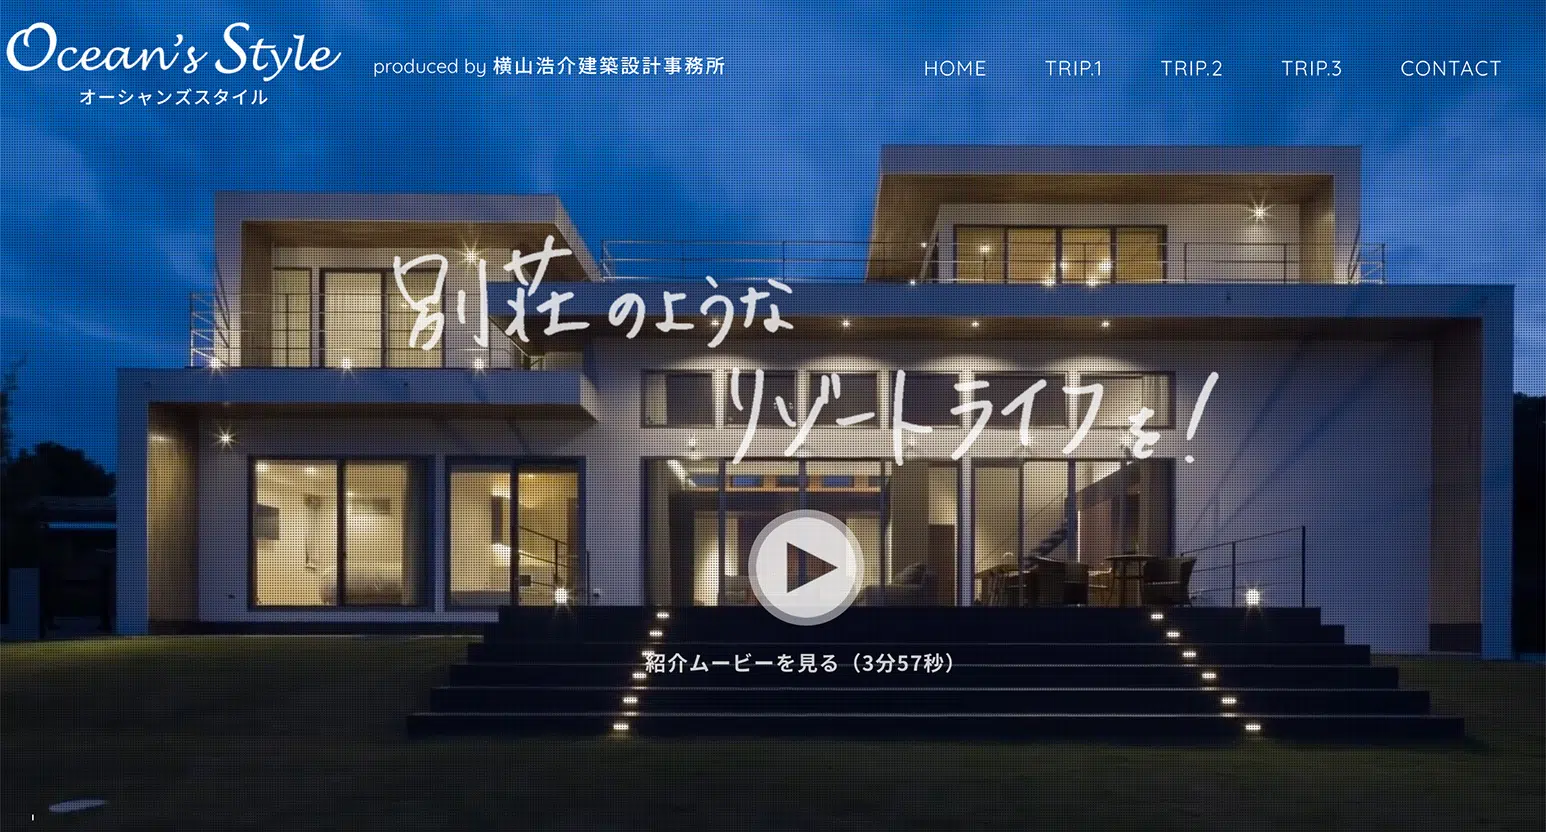 Ocean's Style
オーシャンズスタイル
produced by 横山浩介建築設計事務所
HOME TRIP.1 TRIP.2 TRIP.3 CONTACT
別荘のような
リゾートライフを!
紹介ムービーを見る（3分57秒）